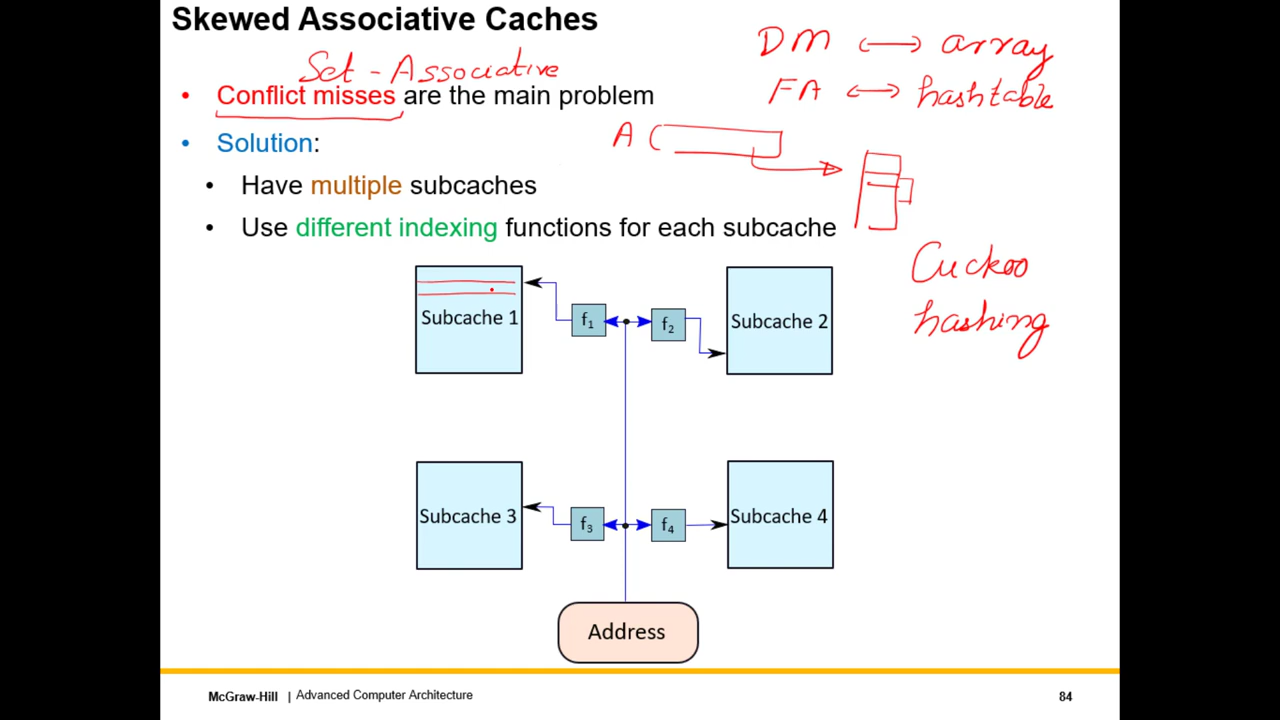 Skewed Associative Caches
DM ↔ array
Set - Associative
FA ↔ hashtable
• Conflict misses are the main problem
A
• Solution:
• Have multiple subcaches
• Use different indexing functions for each subcache
Cuckoo
hashing
Subcache 1
f1
f2
Subcache 2
Subcache 3
f3
f4
Subcache 4
Address
McGraw-Hill | Advanced Computer Architecture
84